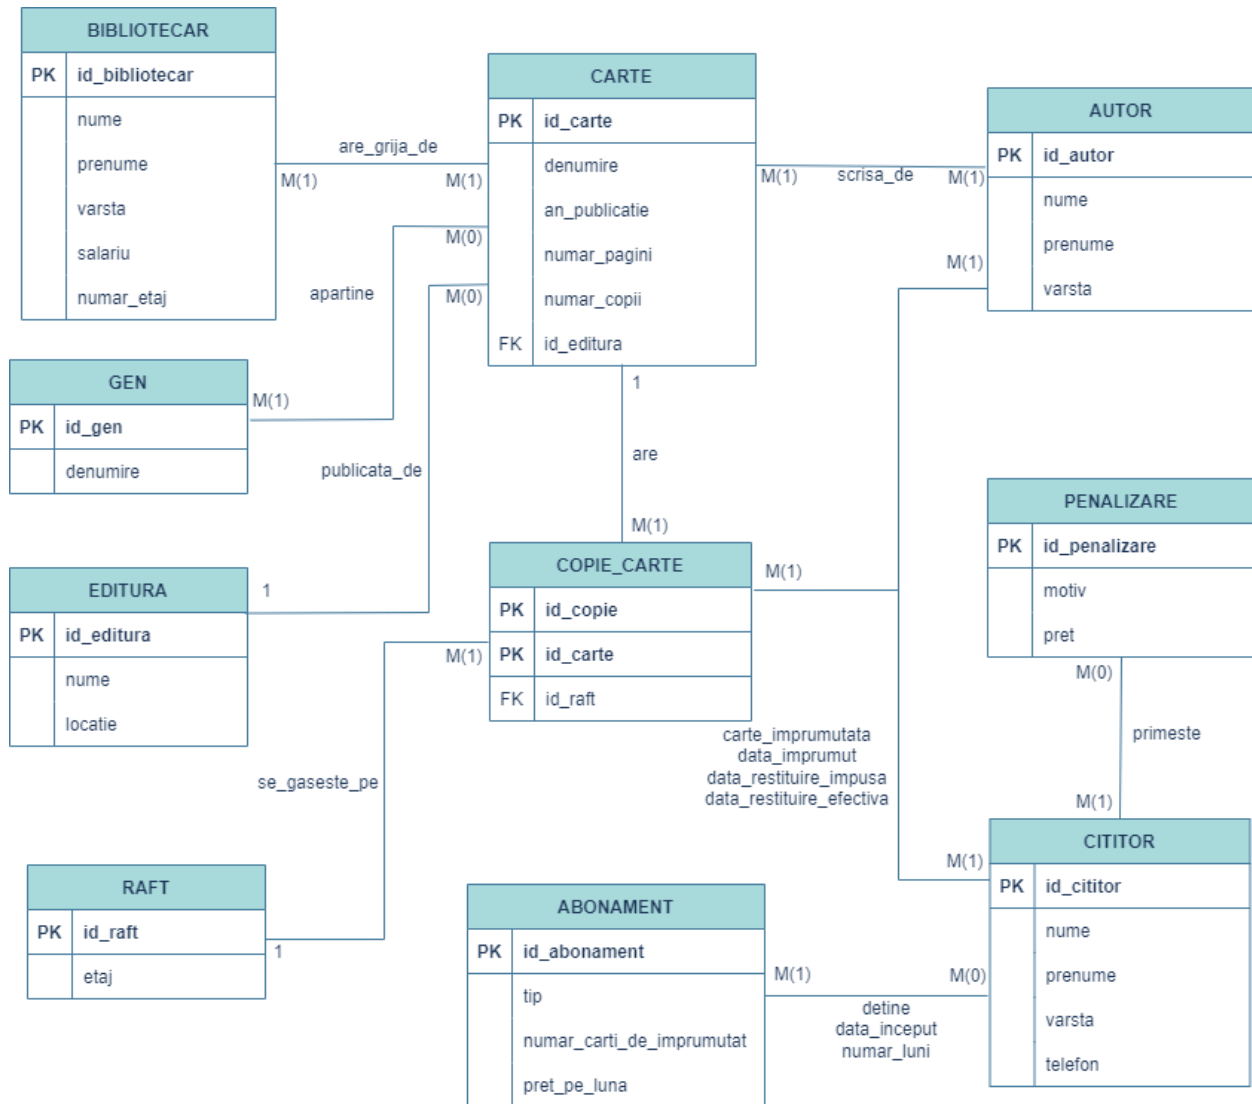 BIBLIOTECAR
PK id_bibliotecar
nume
prenume
varsta
salariu
numar_etaj
are_grija_de
M(1)
M(1)
CARTE
PK id_carte
denumire
an_publicatie
numar_pagini
numar_copii
FK id_editura
M(1)
scrisa_de
M(1)
AUTOR
PK id_autor
nume
prenume
varsta
M(1)
M(0)
apartine
M(0)
GEN
PK id_gen
denumire
M(1)
publicata_de
1
are
M(1)
EDITURA
PK id_editura
nume
locatie
1
COPIE_CARTE
PK id_copie
PK id_carte
FK id_raft
M(1)
M(1)
PENALIZARE
PK id_penalizare
motiv
pret
M(0)
primeste
M(1)
carte_imprumutata
data_imprumut
data_restituire_impusa
data_restituire_efectiva
se_gaseste_pe
RAFT
PK id_raft
etaj
1
ABONAMENT
PK id_abonament
tip
numar_carti_de_imprumutat
pret_pe_luna
M(1)
M(0)
detine
data_inceput
numar_luni
M(1)
CITITOR
PK id_cititor
nume
prenume
varsta
telefon